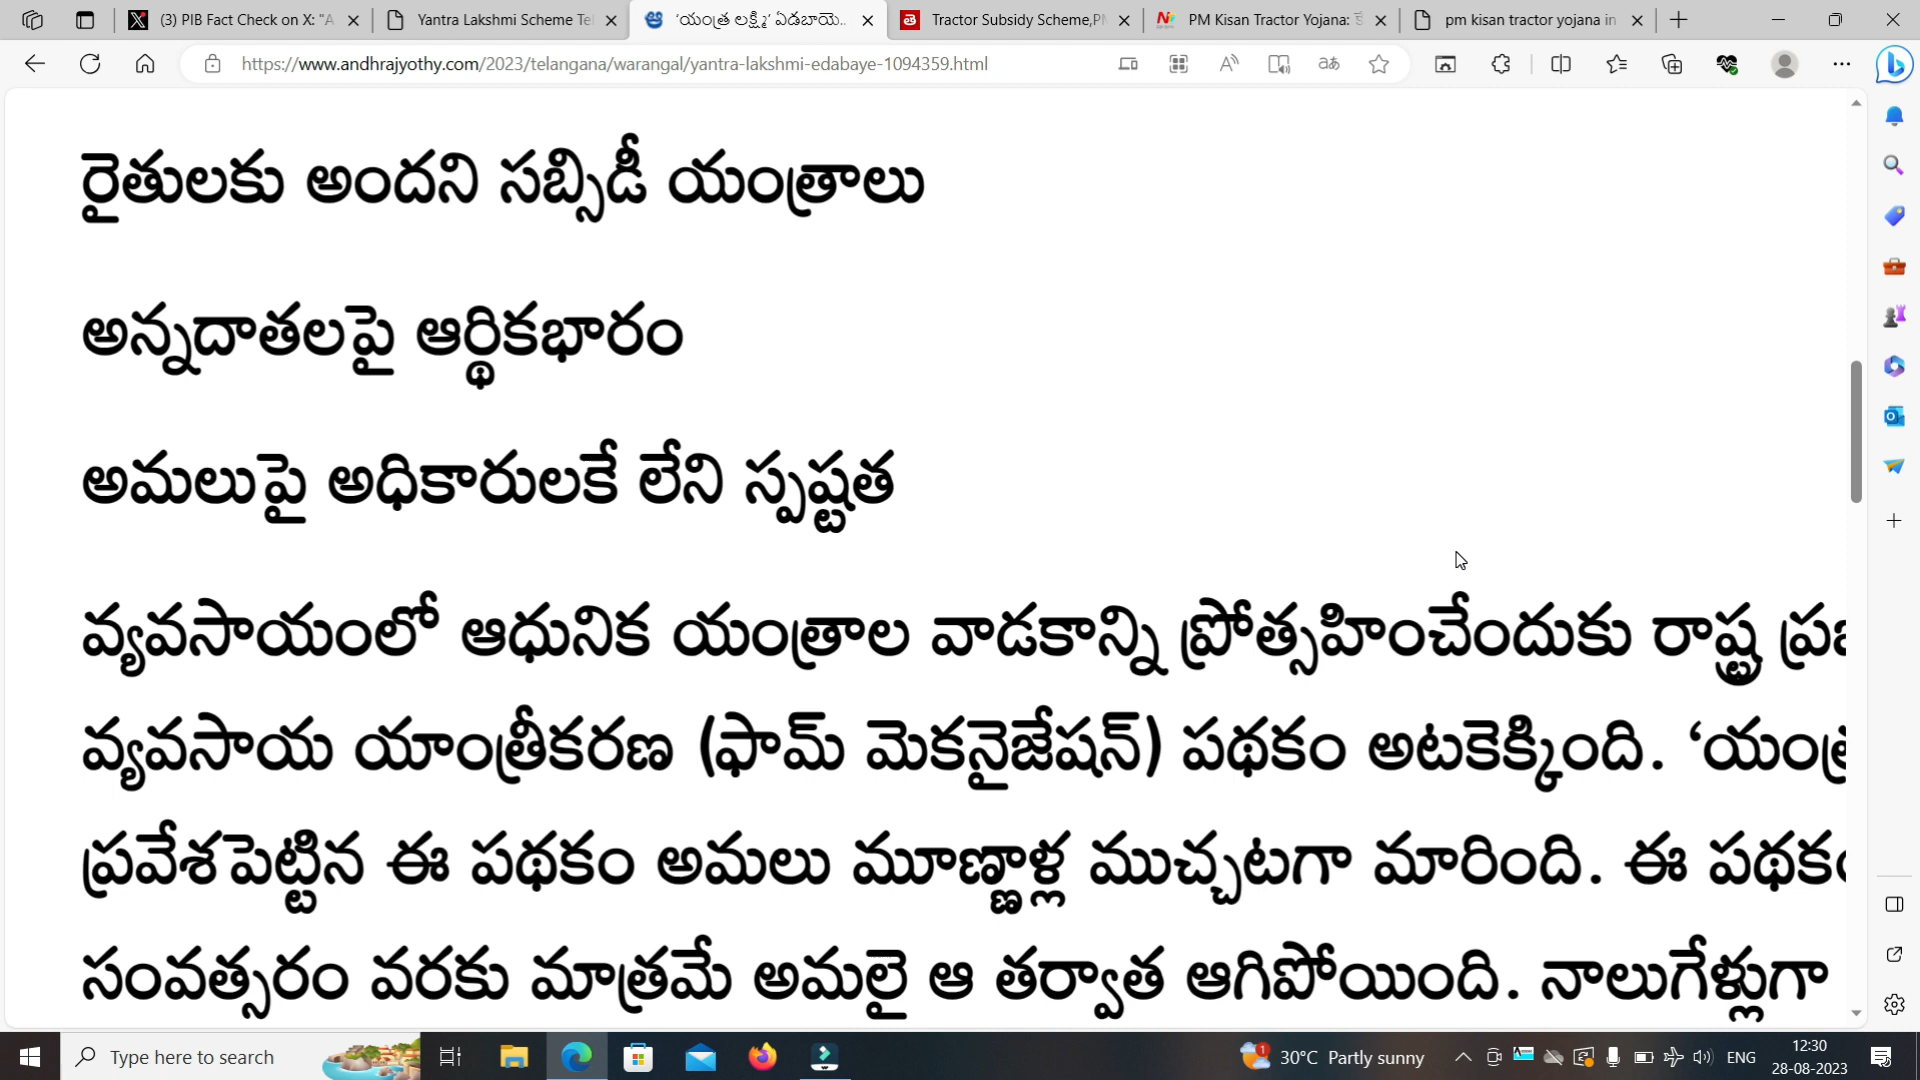 (3) PIB Fact Check on X: "A
Yantra Lakshmi Scheme Te
'యంత్ర లక్ష్మి' ఏడబాయె..
Tractor Subsidy Scheme,PM
PM Kisan Tractor Yojana:
pm kisan tractor yojana in
https://www.andhrajyothy.com/2023/telangana/warangal/yantra-lakshmi-edabaye-1094359.html
రైతులకు అందని సబ్సిడీ యంత్రాలు
అన్నదాతలపై ఆర్థికభారం
అమలుపై అధికారులకే లేని స్పష్టత
వ్యవసాయంలో ఆధునిక యంత్రాల వాడకాన్ని ప్రోత్సహించేందుకు రాష్ట్ర
వ్యవసాయ యాంత్రీకరణ (ఫామ్ మెకనైజేషన్) పథకం అటకెక్కింది. 'యంత్ర
ప్రవేశపెట్టిన ఈ పథకం అమలు మూణ్ణాళ్ల ముచ్చటగా మారింది. ఈ పథకం
సంవత్సరం వరకు మాత్రమే అమలై ఆ తర్వాత ఆగిపోయింది. నాలుగేళ్లుగా
Type here to search
30°C Partly sunny
ENG
12:30
28-08-2023